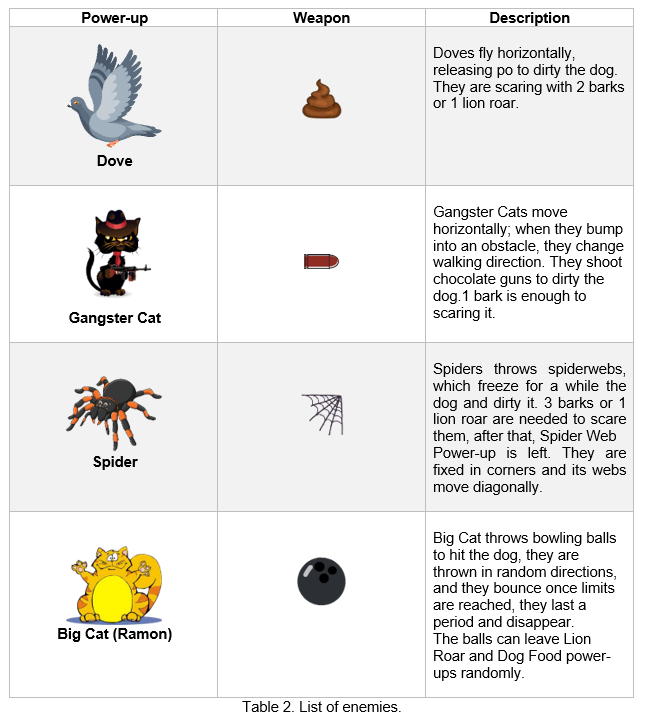 Power-up Weapon Description
Doves fly horizontally,
releasing po to dirty the dog.
They are scaring with 2 barks
or 1 lion roar.
Dove
Gangster Cats move
horizontally; when they bump
into an obstacle, they change
walking direction. They shoot
chocolate guns to dirty the
dog.1 bark is enough to
scaring it.
Gangster Cat
Spiders throws spiderwebs,
which freeze for a while the
dog and dirty it. 3 barks or 1
lion roar are needed to scare
them, after that, Spider Web
Power-up is left. They are
fixed in corners and its webs
move diagonally.
Spider
Big Cat throws bowling balls
to hit the dog, they are
thrown in random directions,
and they bounce once limits
are reached, they last a
period and disappear.
The balls can leave Lion
Roar and Dog Food power-
ups randomly.
Big Cat (Ramon)
Table 2. List of enemies.